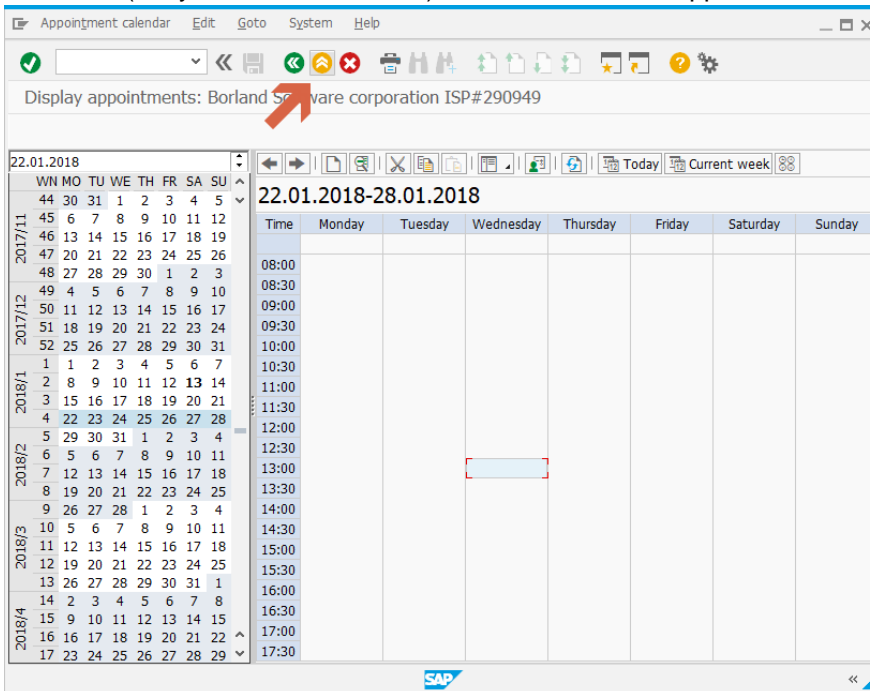 Appointment calendar Edit Goto System Help
Display appointments: Borland Software corporation ISP#290949
22.01.2018
Today Current week
WN MO TU WE TH FR SA SU
22.01.2018-28.01.2018
44 30 31 1 2 3 4 5
2017/11 45 6 7 8 9 10 11 12
46 13 14 15 16 17 18 19
47 20 21 22 23 24 25 26
48 27 28 29 30 1 2 3
2017/12 49 4 5 6 7 8 9 10
50 11 12 13 14 15 16 17
51 18 19 20 21 22 23 24
52 25 26 27 28 29 30 31
2018/1 1 1 2 3 4 5 6 7
2 8 9 10 11 12 13 14
3 15 16 17 18 19 20 21
4 22 23 24 25 26 27 28
2018/2 5 29 30 31 1 2 3 4
6 5 6 7 8 9 10 11
7 12 13 14 15 16 17 18
8 19 20 21 22 23 24 25
2018/3 9 26 27 28 1 2 3 4
10 5 6 7 8 9 10 11
11 12 13 14 15 16 17 18
12 19 20 21 22 23 24 25
13 26 27 28 29 30 31 1
2018/4 14 2 3 4 5 6 7 8
15 9 10 11 12 13 14 15
16 16 17 18 19 20 21 22
17 23 24 25 26 27 28 29
Time Monday Tuesday Wednesday Thursday Friday Saturday Sunday
08:00
08:30
09:00
09:30
10:00
10:30
11:00
11:30
12:00
12:30
13:00
13:30
14:00
14:30
15:00
15:30
16:00
16:30
17:00
17:30
SAP